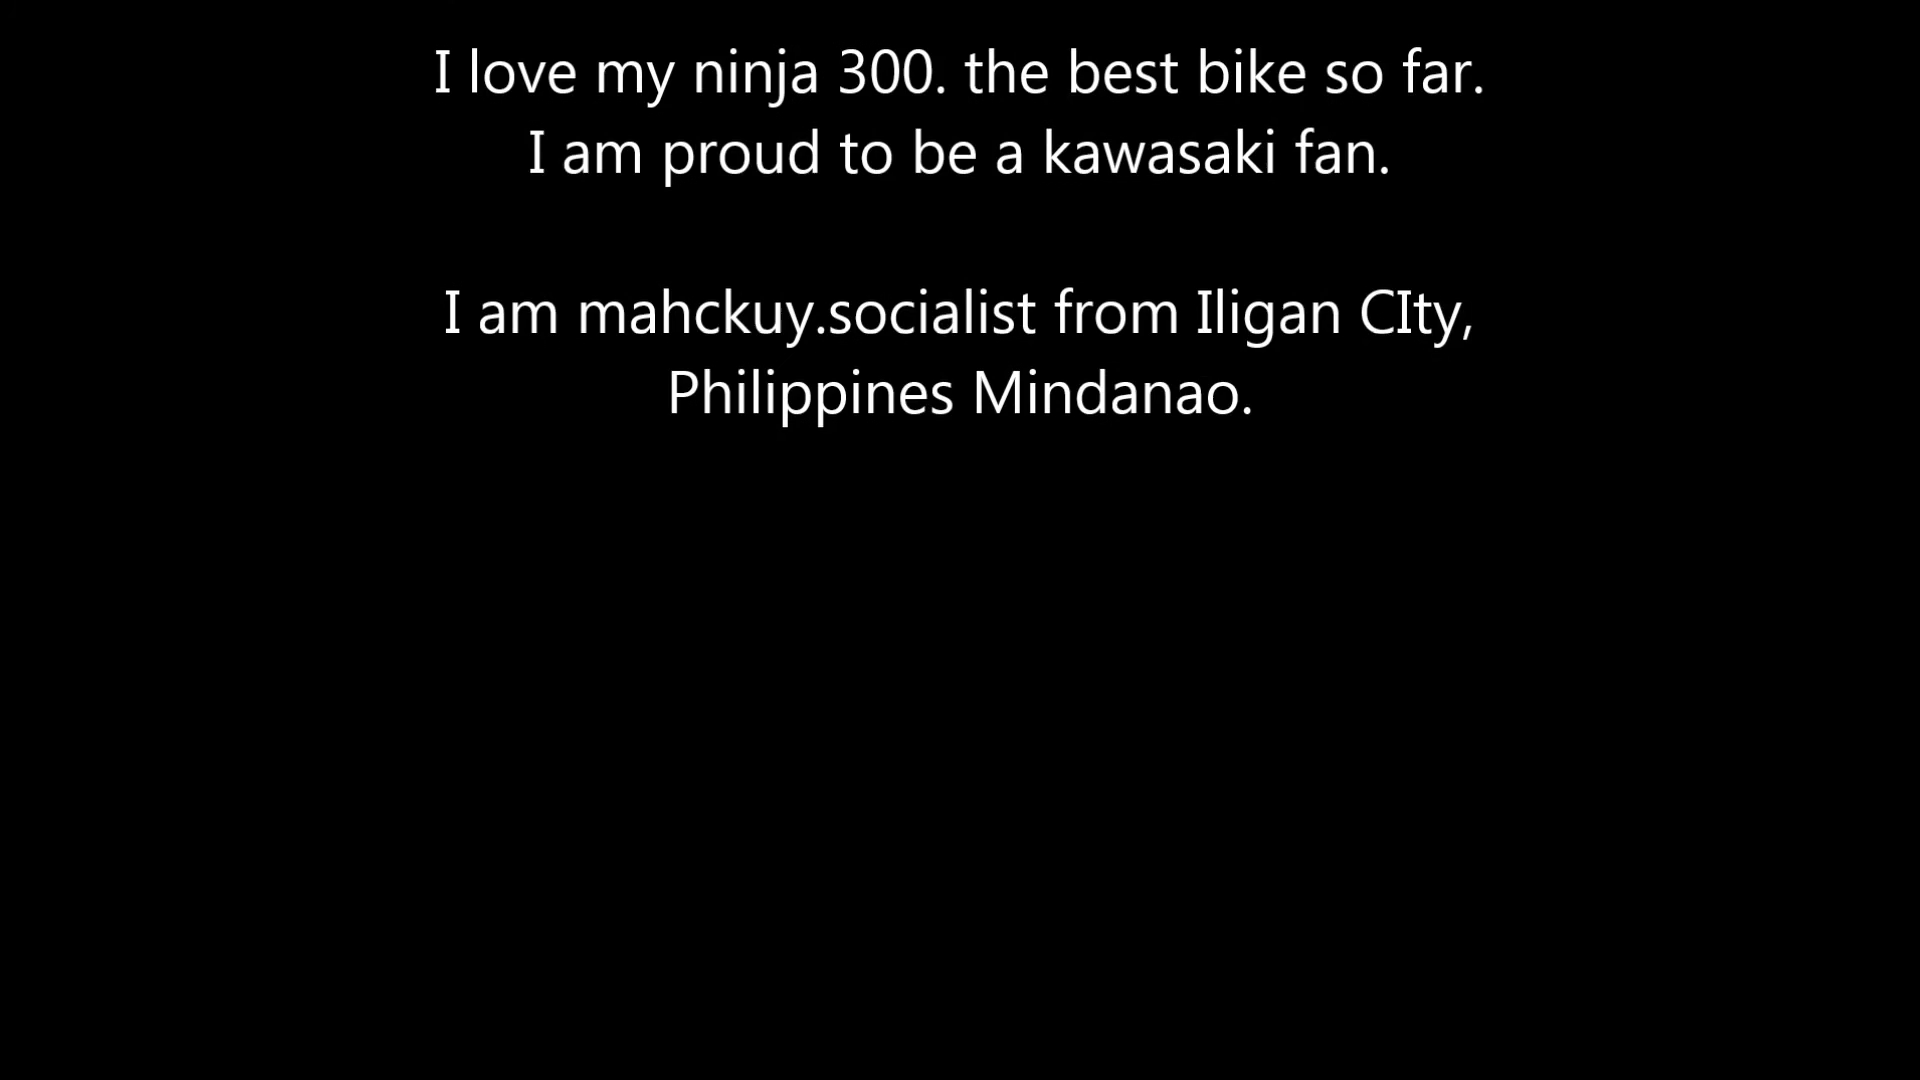 I love my ninja 300. the best bike so far.
I am proud to be a kawasaki fan.
I am mahckuy.socialist from Iligan CIty,
Philippines Mindanao.